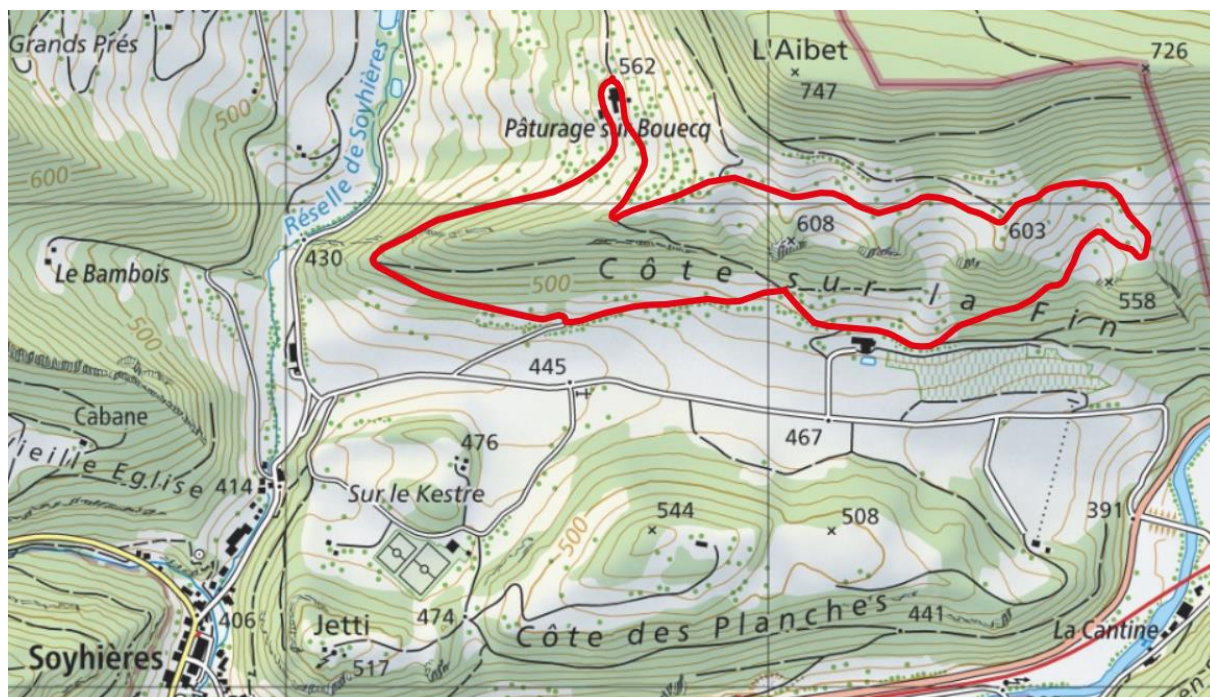 Grands Prés
500
600
Réselle de Soyhières
562
Pâturage sur Bouecq
L'Aibet
747
726
Le Bambois
430
608
603
Côte sur la Fin
500
558
500
445
Cabane
476
467
414
Sur le Kestre
544
508
391
500
406
Jetti
474
441
Côte des Planches
La Cantine
Soyhières
517